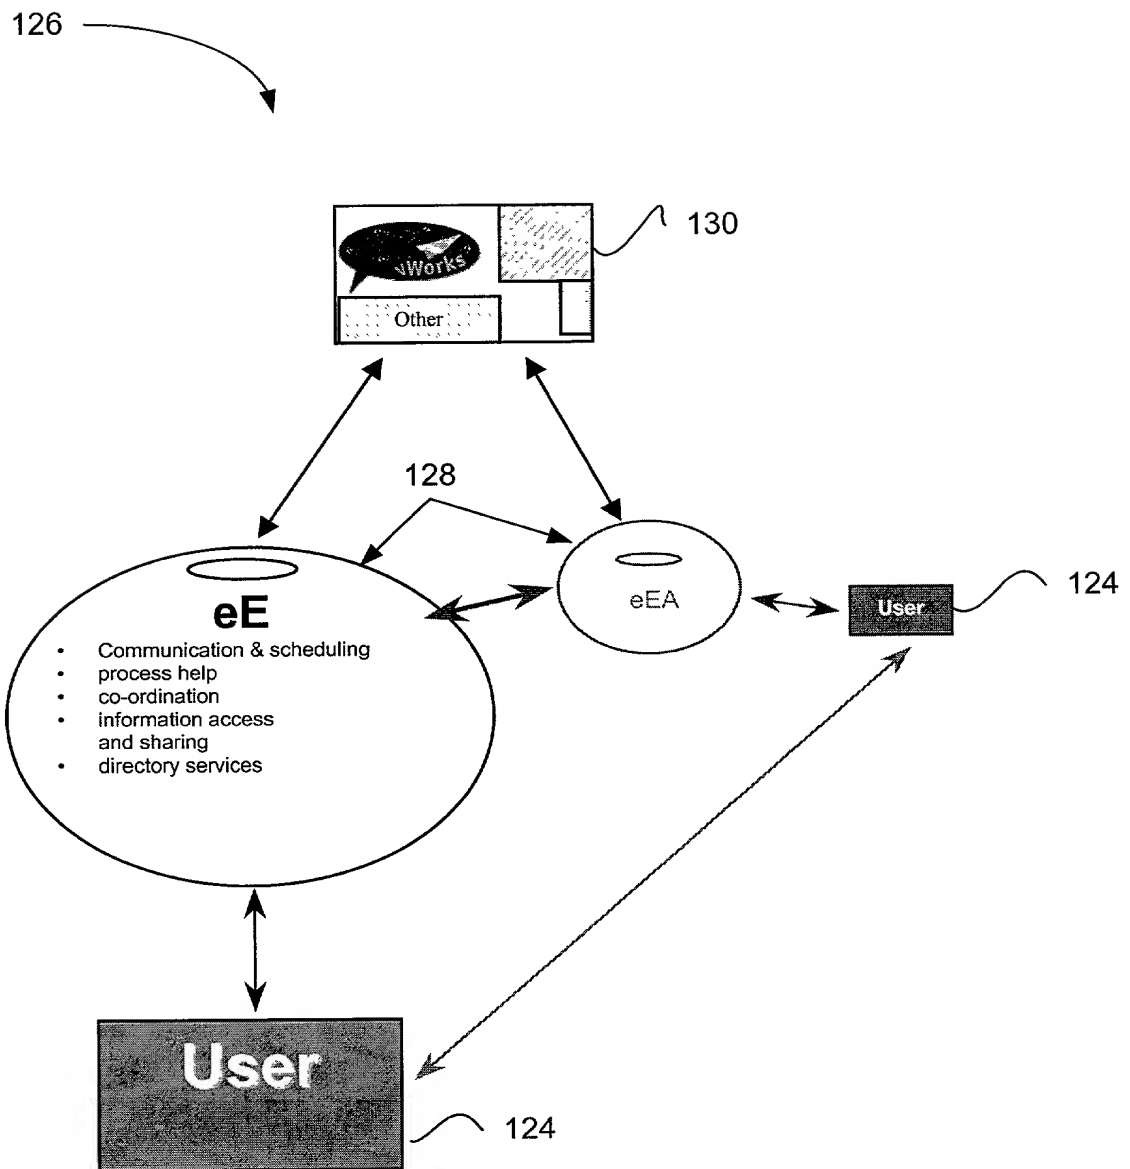 126
130
vWorks
Other
128
eE
• Communication & scheduling
• process help
• co-ordination
• information access
and sharing
• directory services
eEA
User
124
User
124